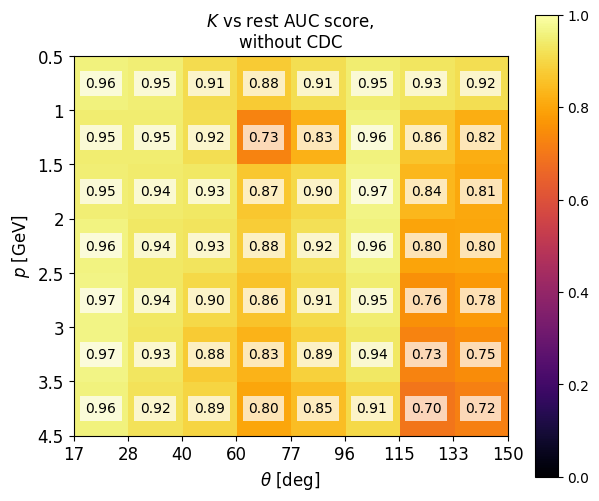 K vs rest AUC score,
without CDC
0.5
1
1.5
2
2.5
3
3.5
4.5
p [GeV]
0.96 0.95 0.91 0.88 0.91 0.95 0.93 0.92
0.95 0.95 0.92 0.73 0.83 0.96 0.86 0.82
0.95 0.94 0.93 0.87 0.90 0.97 0.84 0.81
0.96 0.94 0.93 0.88 0.92 0.96 0.80 0.80
0.97 0.94 0.90 0.86 0.91 0.95 0.76 0.78
0.97 0.93 0.88 0.83 0.89 0.94 0.73 0.75
0.96 0.92 0.89 0.80 0.85 0.91 0.70 0.72
17 28 40 60 77 96 115 133 150
θ [deg]
1.0
0.8
0.6
0.4
0.2
0.0